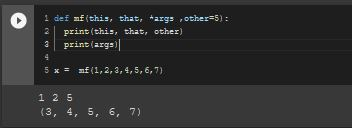 1 def mf(this, that, *args ,other=5):
2 print(this, that, other)
3 print(args)
4
5 x = mf(1,2,3,4,5,6,7)
1 2 5
(3, 4, 5, 6, 7)